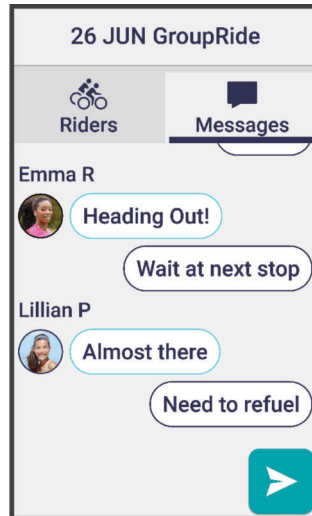 26 JUN GroupRide
Riders
Messages
Emma R
Heading Out!
Wait at next stop
Lillian P
Almost there
Need to refuel